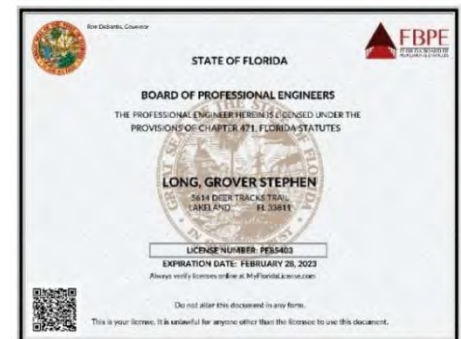 Ron DeSantis, Governor
FBPE
STATE OF FLORIDA
BOARD OF PROFESSIONAL ENGINEERS
THE PROFESSIONAL ENGINEER HEREIN IS LICENSED UNDER THE
PROVISIONS OF CHAPTER 471, FLORIDA STATUTES
LONG, GROVER STEPHEN
5614 DEER TRACKS TRAIL
LAKELAND FL 33811
LICENSE NUMBER: PE85403
EXPIRATION DATE: FEBRUARY 28, 2023
Always verify licenses online at MyFloridaLicense.com
Do not alter this document in any form.
This is your license. It is unlawful for anyone other than the licensee to use this document.